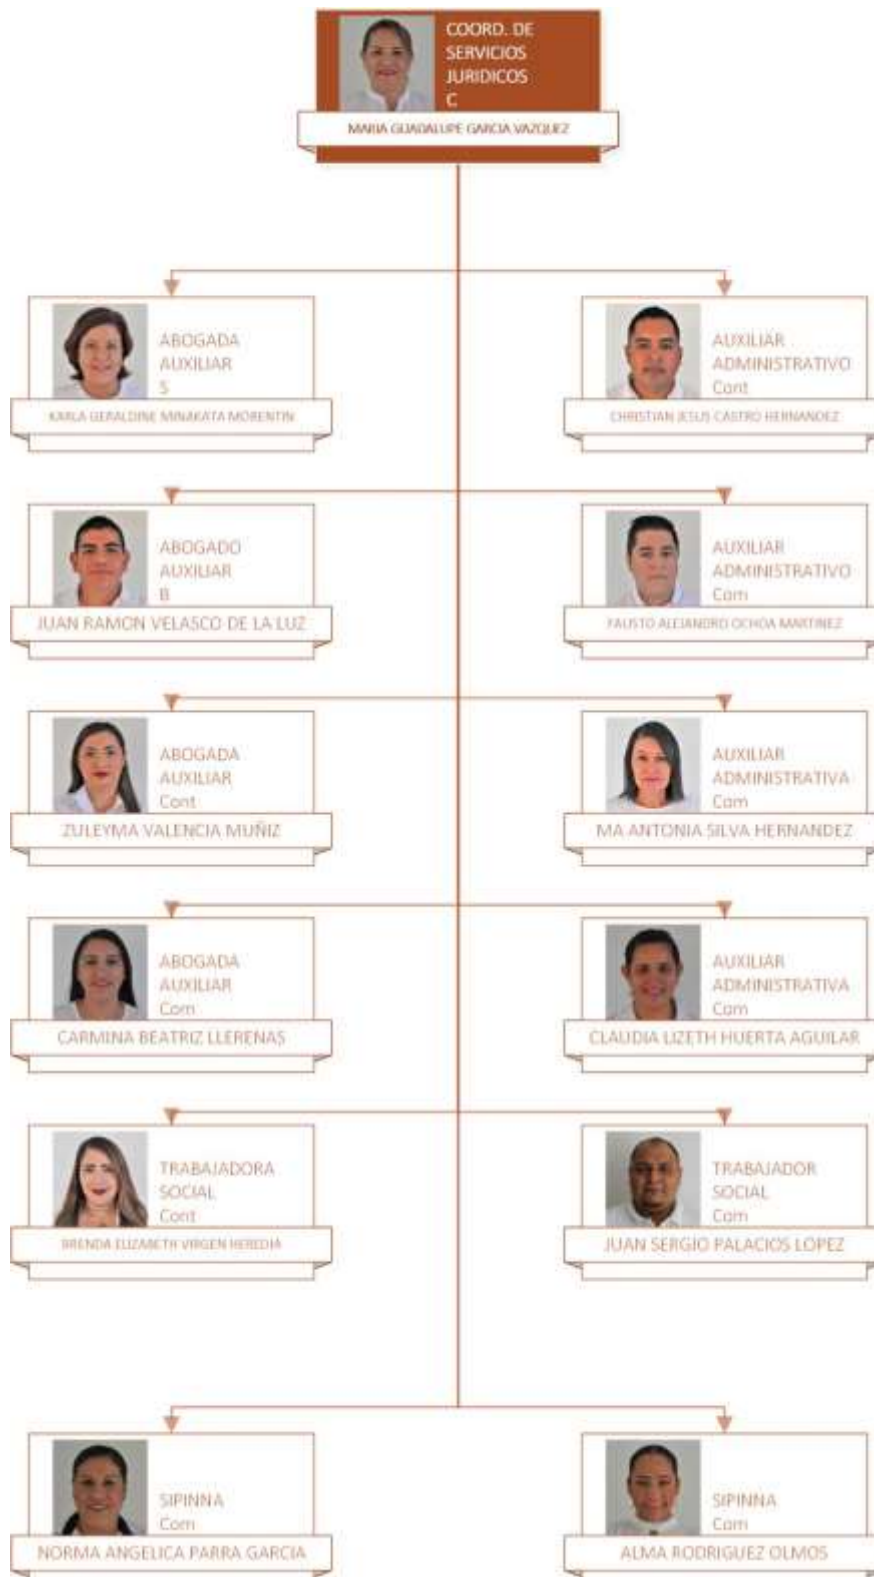 COORD. DE
SERVICIOS
JURIDICOS
C
MARIA GUADALUPE GARCIA VAZQUEZ
ABOGADA
AUXILIAR
S
KARLA GERALDINE MINAKATA MORENTIN
AUXILIAR
ADMINISTRATIVO
Cont
CHRISTIAN JESUS CASTRO HERNANDEZ
ABOGADO
AUXILIAR
B
JUAN RAMON VELASCO DE LA LUZ
AUXILIAR
ADMINISTRATIVO
Com
FAUSTO ALEJANDRO OCHOA MARTINEZ
ABOGADA
AUXILIAR
Cont
ZULEYMA VALENCIA MUÑIZ
AUXILIAR
ADMINISTRATIVA
Com
MA ANTONIA SILVA HERNANDEZ
ABOGADA
AUXILIAR
Com
CARMINA BEATRIZ LLERENAS
AUXILIAR
ADMINISTRATIVA
Com
CLAUDIA LIZETH HUERTA AGUILAR
TRABAJADORA
SOCIAL
Cont
BRENDA ELIZABETH VIRGEN HEREDIA
TRABAJADOR
SOCIAL
Com
JUAN SERGIO PALACIOS LOPEZ
SIPINNA
Com
NORMA ANGELICA PARRA GARCIA
SIPINNA
Com
ALMA RODRIGUEZ OLMOS